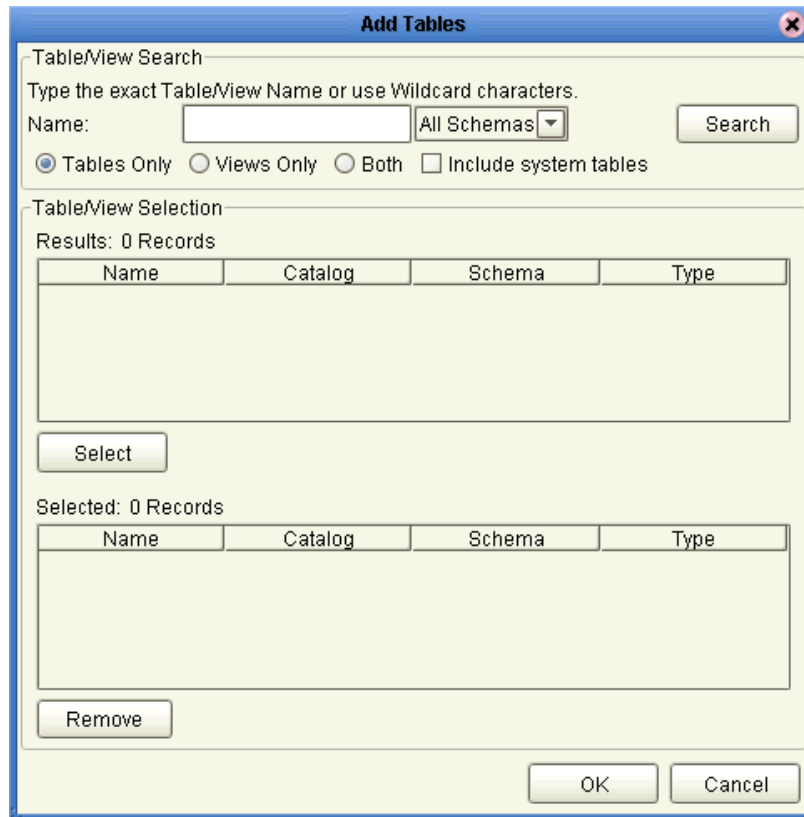 Add Tables
Table/View Search
Type the exact Table/View Name or use Wildcard characters.
Name: All Schemas Search
Tables Only Views Only Both Include system tables
Table/View Selection
Results: 0 Records
Name Catalog Schema Type
Select
Selected: 0 Records
Name Catalog Schema Type
Remove
OK Cancel